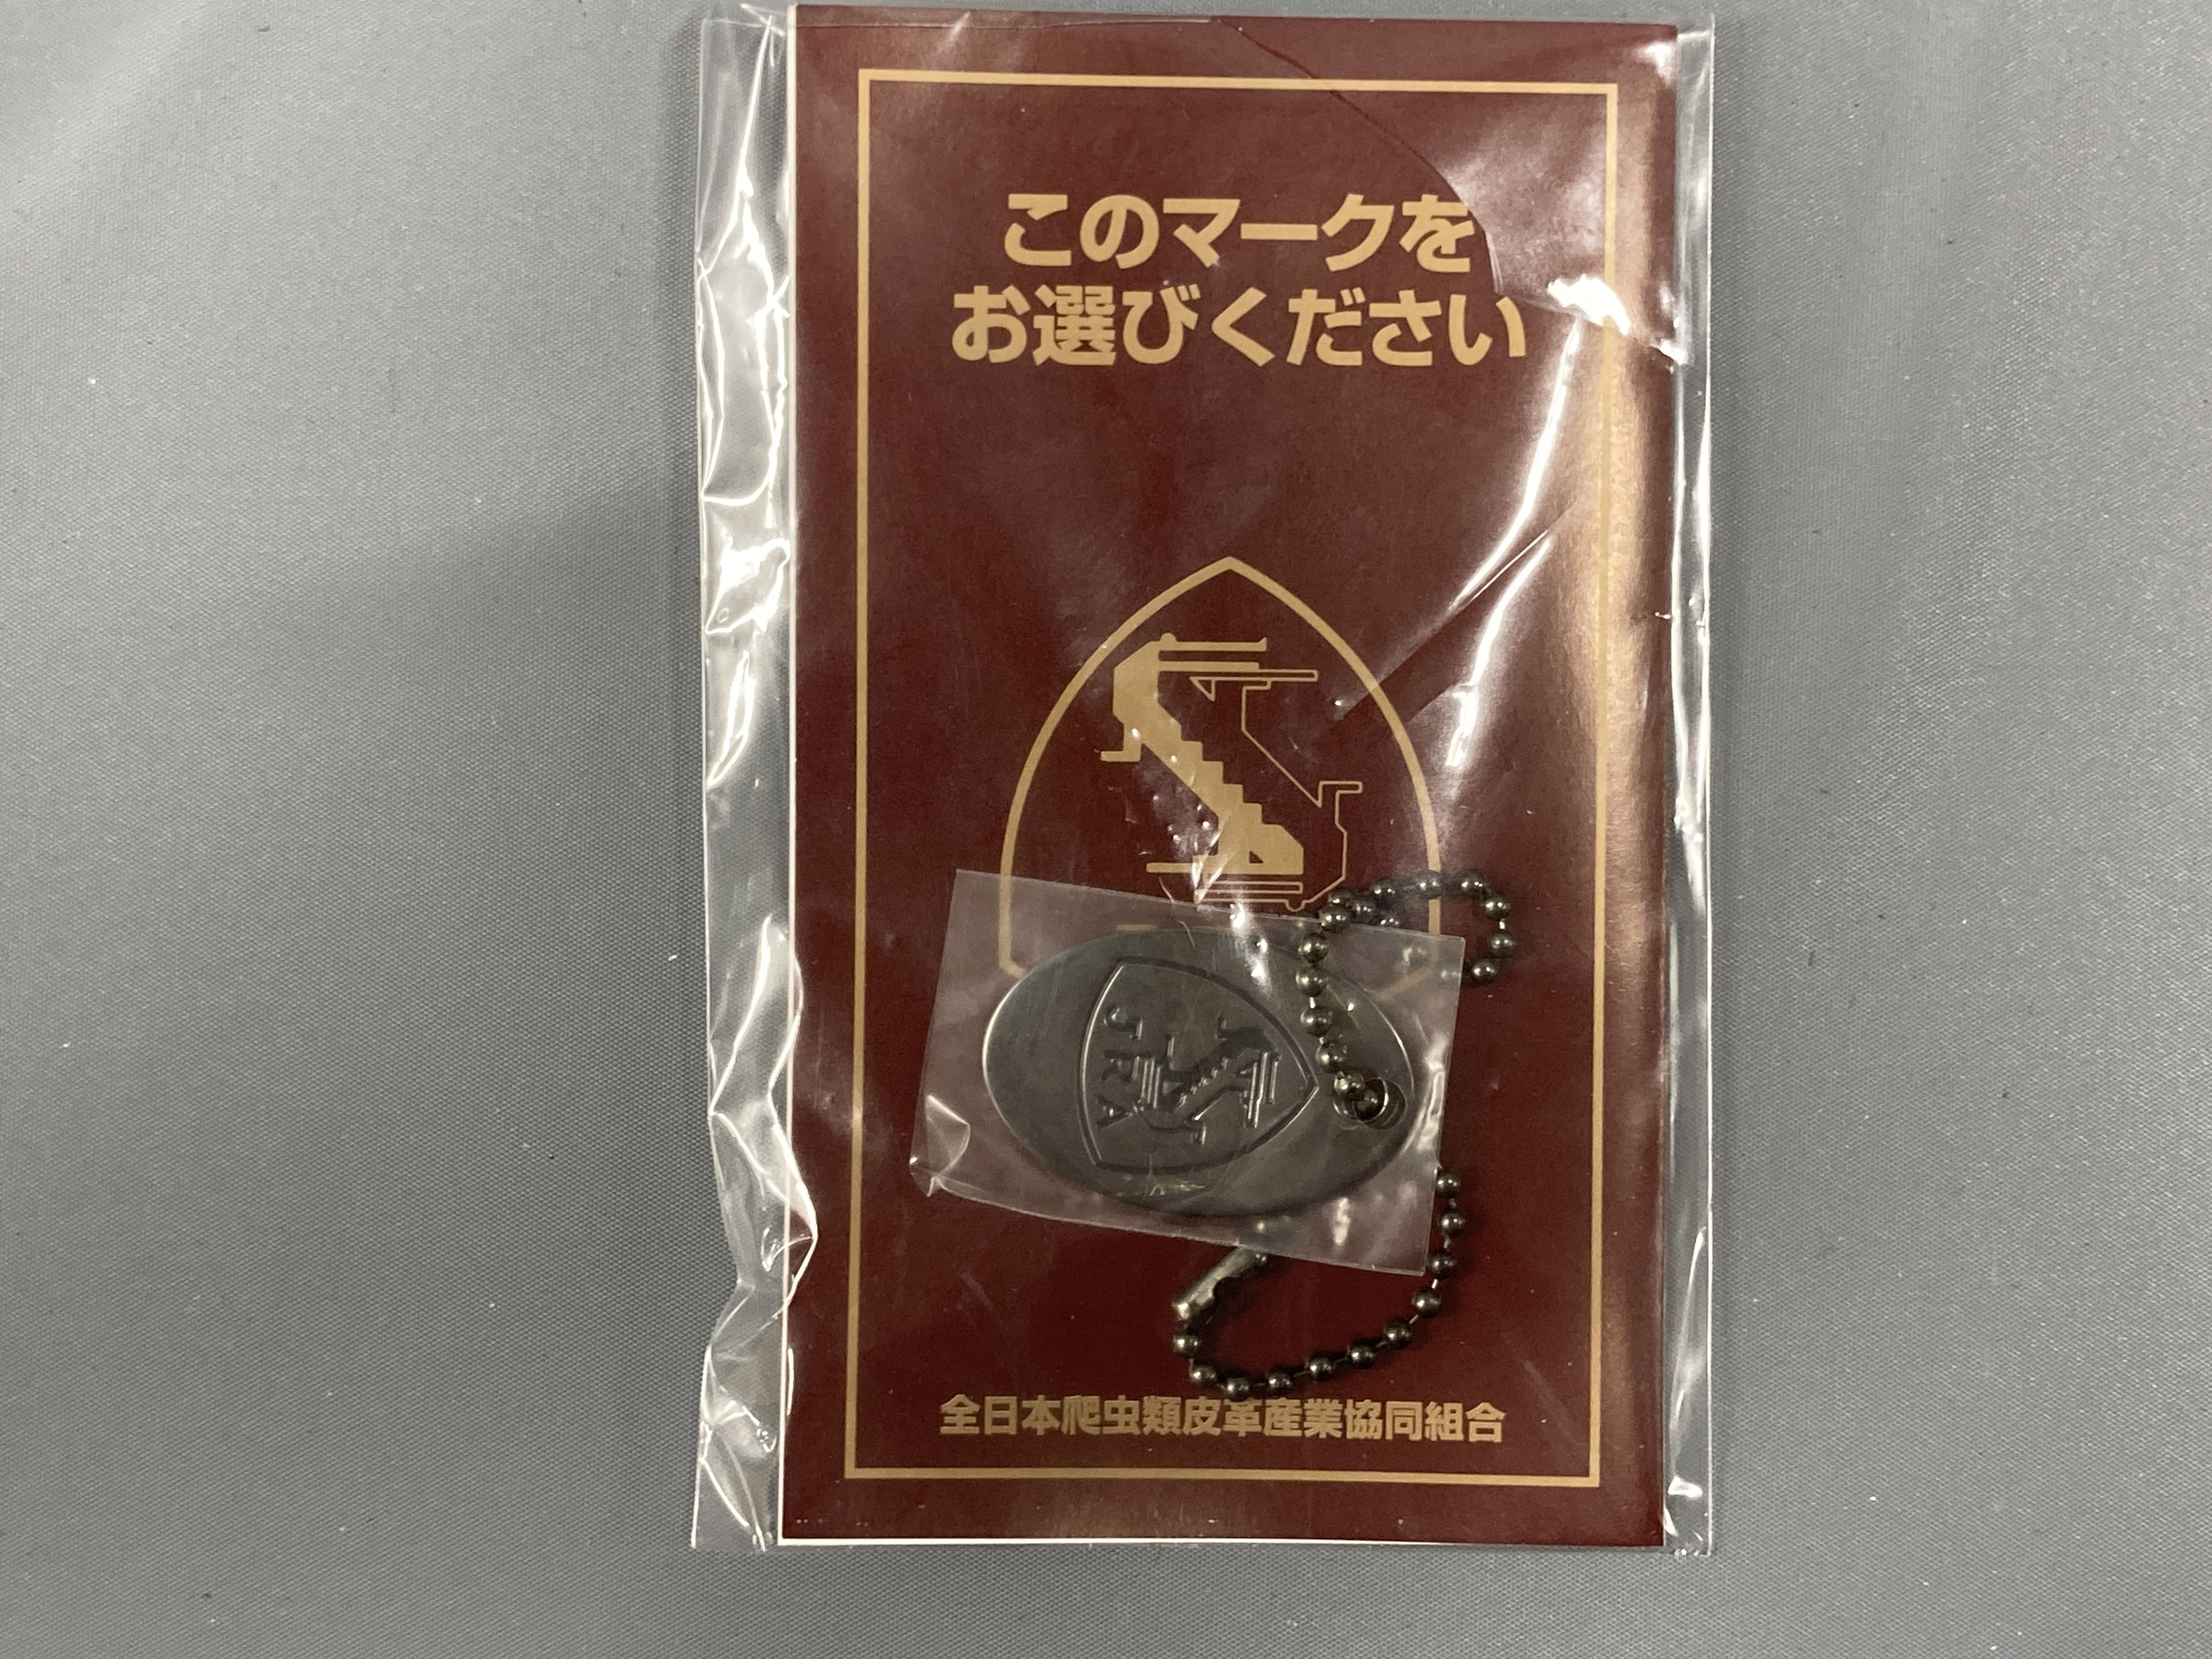 このマークを
お選びください
JRA
全日本爬虫類皮革産業協同組合